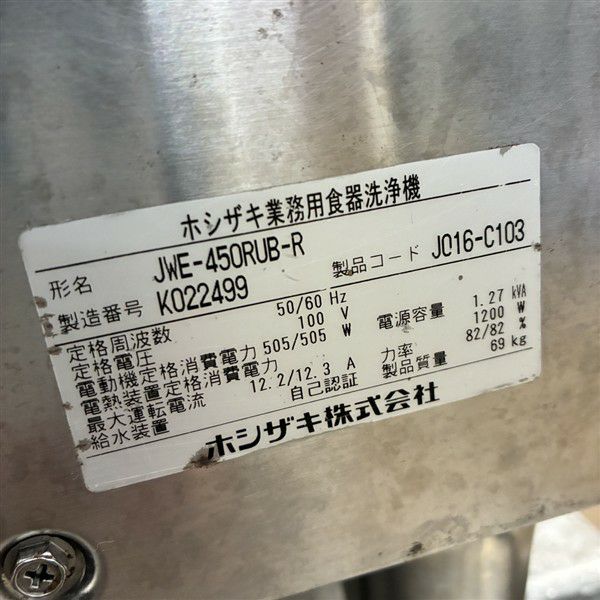 ホシザキ業務用食器洗浄機
形名 JWE-450RUB-R 製品コード J016-C103
製造番号 K022499
定格周波数 50/60 Hz 電源容量 1.27 kVA
定格電圧 100 V 1200 W
電動機定格消費電力 505/505 W 力率 82/82 %
電熱装置定格消費電力 製品質量 69 kg
最大運転電流 12.2/12.3 A
給水装置 自己認証
ホシザキ株式会社